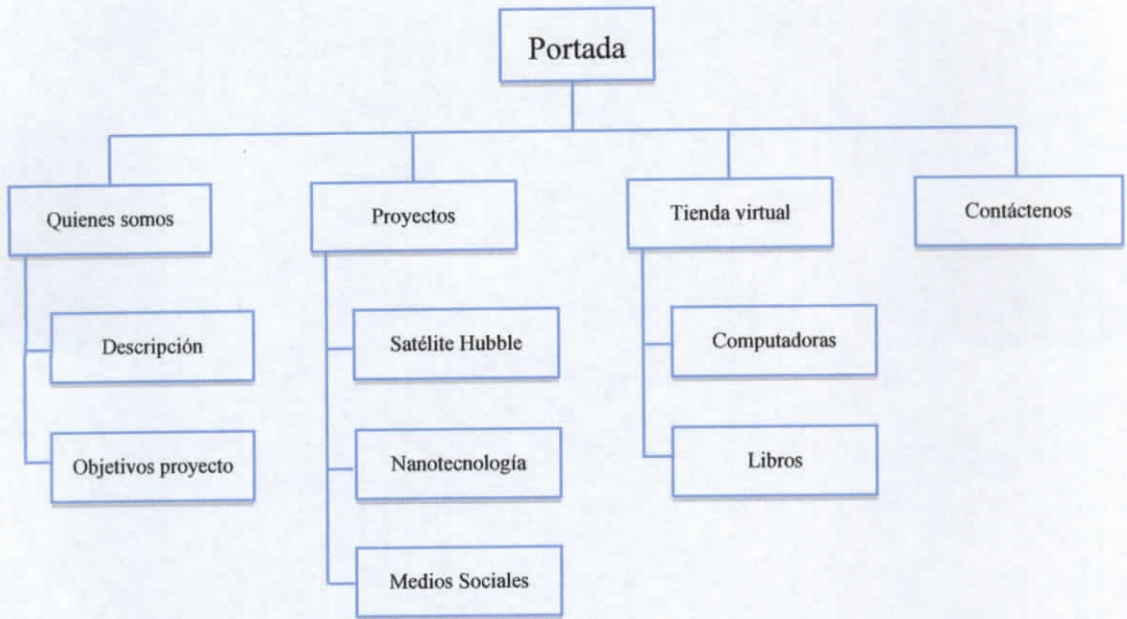 Portada
Quienes somos
Proyectos
Tienda virtual
Contáctenos
Descripción
Satélite Hubble
Computadoras
Objetivos proyecto
Nanotecnología
Libros
Medios Sociales